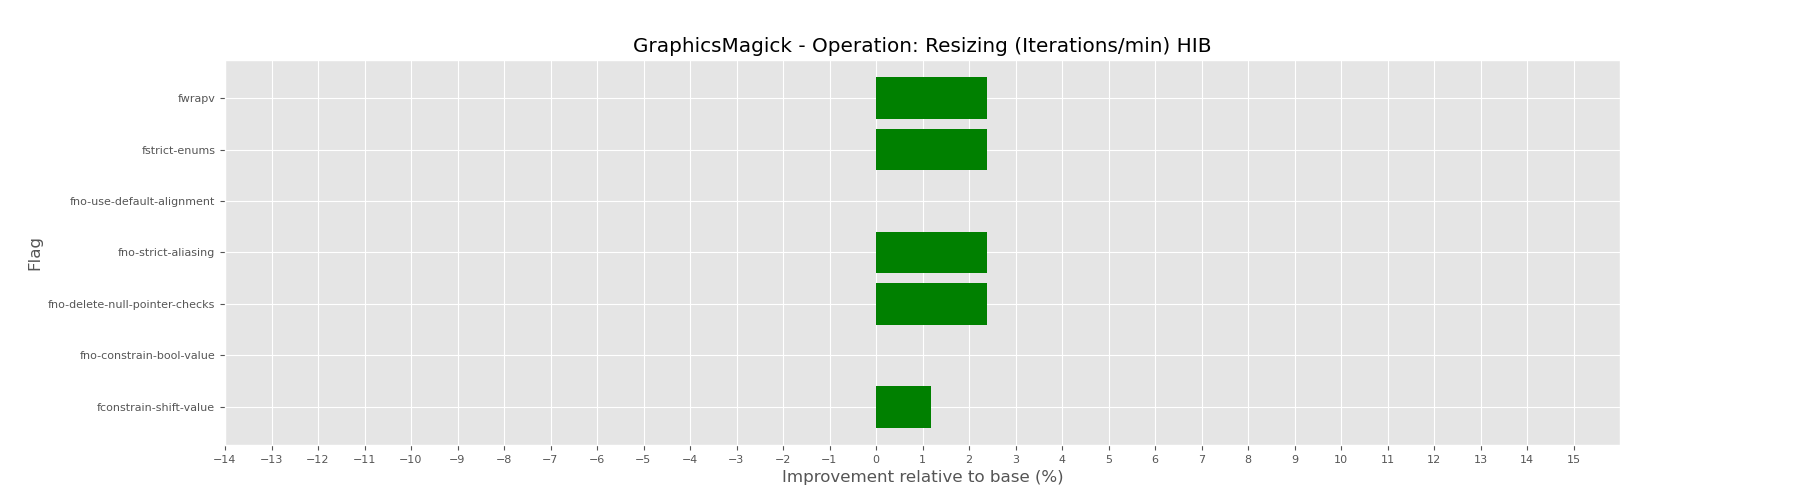 GraphicsMagick - Operation: Resizing (Iterations/min) HIB
Flag
fwrapv
fstrict-enums
fno-use-default-alignment
fno-strict-aliasing
fno-delete-null-pointer-checks
fno-constrain-bool-value
fconstrain-shift-value
−14 −13 −12 −11 −10 −9 −8 −7 −6 −5 −4 −3 −2 −1 0 1 2 3 4 5 6 7 8 9 10 11 12 13 14 15
Improvement relative to base (%)